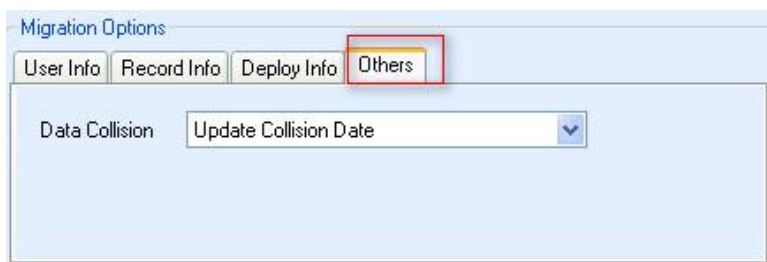 Migration Options
User Info Record Info Deploy Info Others
Data Collision Update Collision Date